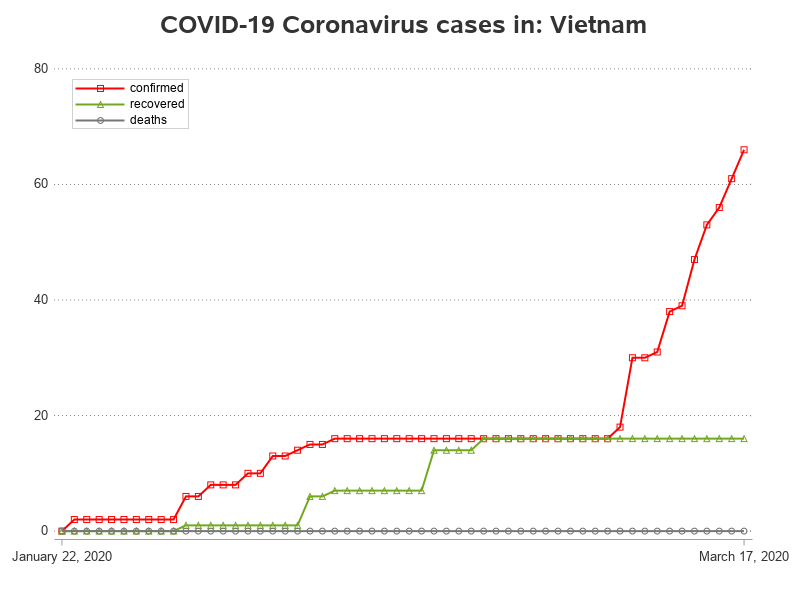 COVID-19 Coronavirus cases in: Vietnam
80
confirmed
recovered
deaths
60
40
20
0
January 22, 2020 March 17, 2020